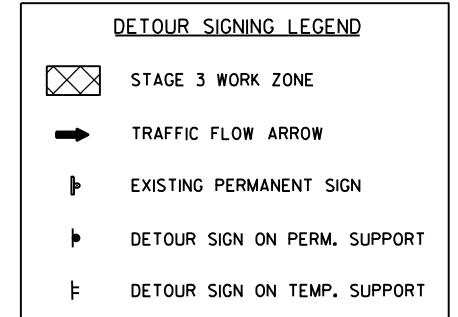 DETOUR SIGNING LEGEND
STAGE 3 WORK ZONE
TRAFFIC FLOW ARROW
EXISTING PERMANENT SIGN
DETOUR SIGN ON PERM. SUPPORT
DETOUR SIGN ON TEMP. SUPPORT